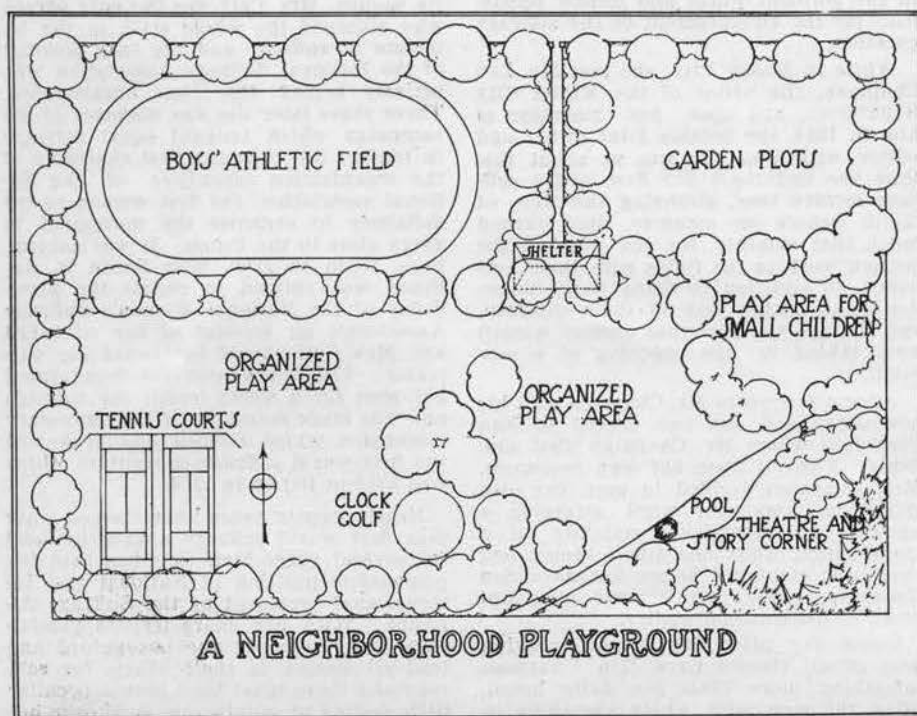 BOYS' ATHLETIC FIELD
GARDEN PLOTS
SHELTER
PLAY AREA FOR
SMALL CHILDREN
ORGANIZED
PLAY AREA
ORGANIZED
PLAY AREA
TENNIS COURTS
CLOCK
GOLF
POOL
THEATRE AND
STORY CORNER
A NEIGHBORHOOD PLAYGROUND